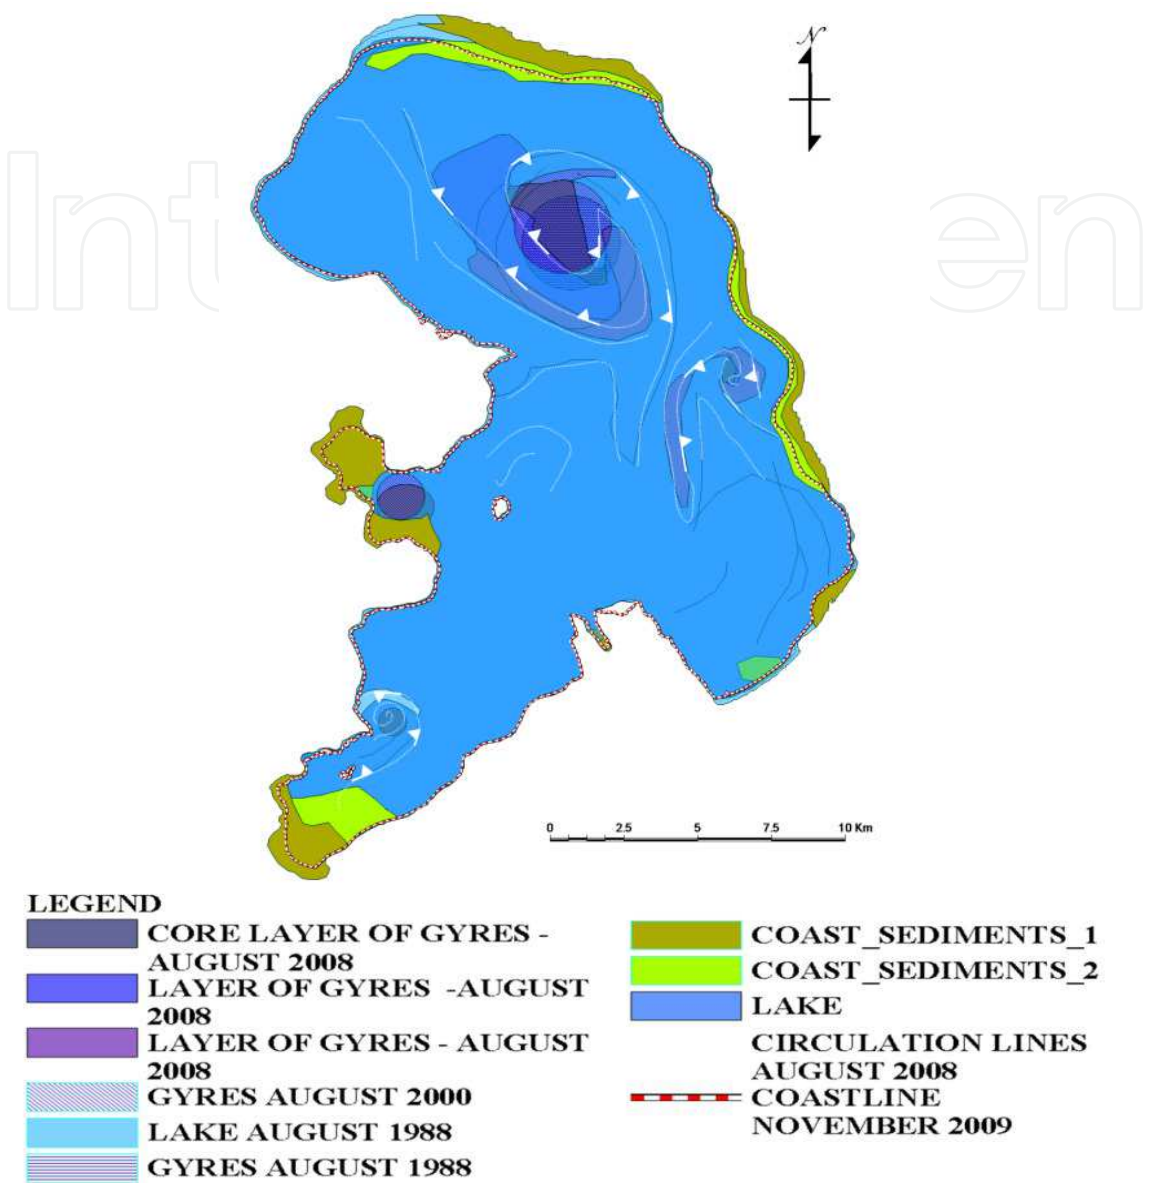 N
Int
en
0 2.5 5 7.5 10 Km
LEGEND
CORE LAYER OF GYRES -
AUGUST 2008
LAYER OF GYRES -AUGUST
2008
LAYER OF GYRES - AUGUST
2008
GYRES AUGUST 2000
LAKE AUGUST 1988
GYRES AUGUST 1988
COAST_SEDIMENTS_1
COAST_SEDIMENTS_2
LAKE
CIRCULATION LINES
AUGUST 2008
COASTLINE
NOVEMBER 2009